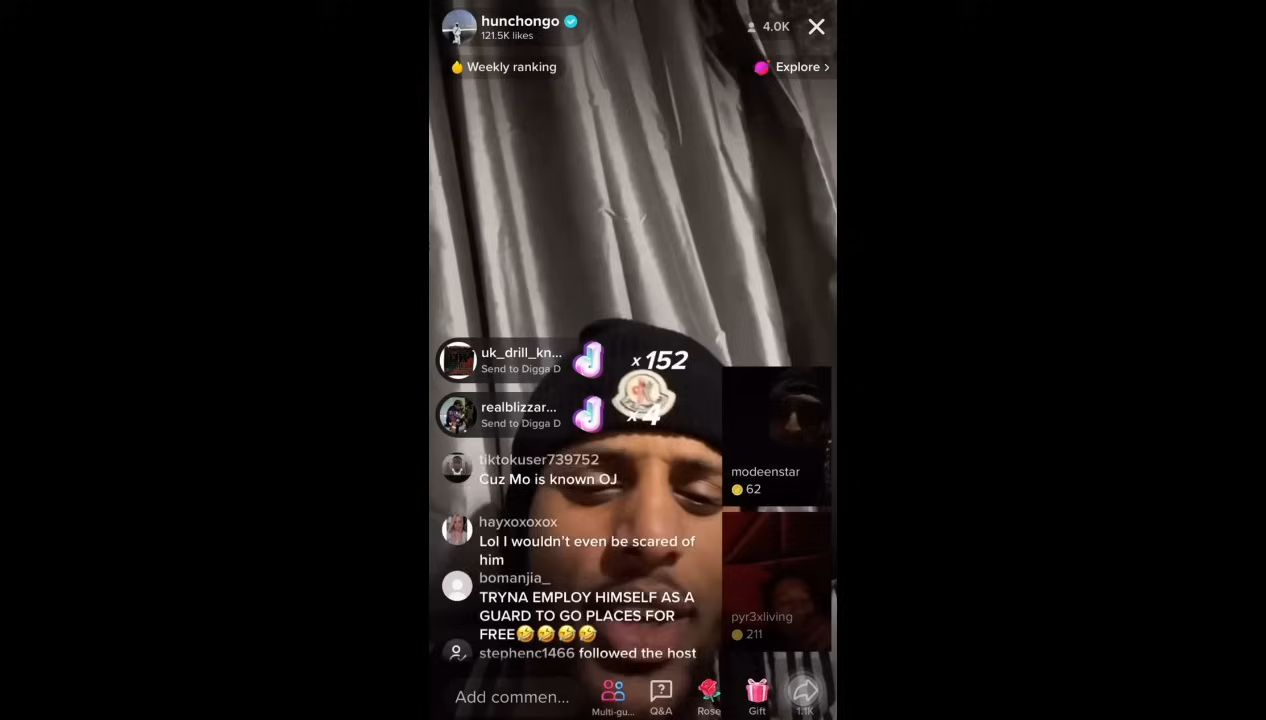 hunchongo
121.5K likes
4.0K
Weekly ranking
Explore >
uk_drill_kn...
Send to Digga D
x 152
realblizzar...
Send to Digga D
x 4
tiktokuser739752
Cuz Mo is known OJ
hayxoxoxox
Lol I wouldn't even be scared of
him
bomanjia_
TRYNA EMPLOY HIMSELF AS A
GUARD TO GO PLACES FOR
FREE🤣🤣🤣🤣
stephenc1466 followed the host
modeenstar
62
pyr3xliving
211
Add commen...
Multi-gu...
Q&A
Rose
Gift
1.1K